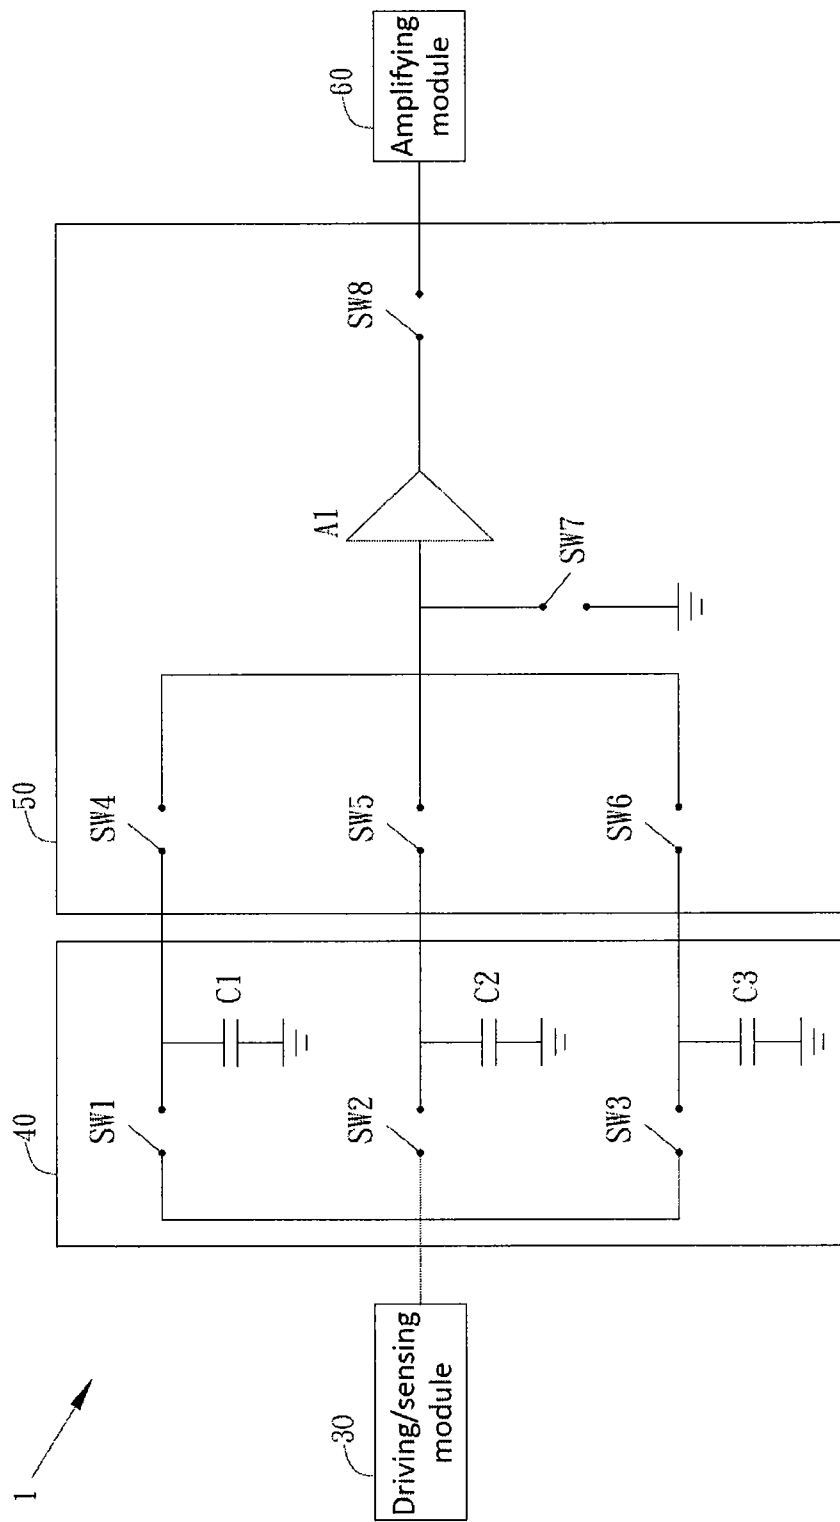 1
30
Driving/sensing
module
40
SW1
SW2
SW3
C1
C2
C3
50
SW4
SW5
SW6
A1
SW7
SW8
60
Amplifying
module